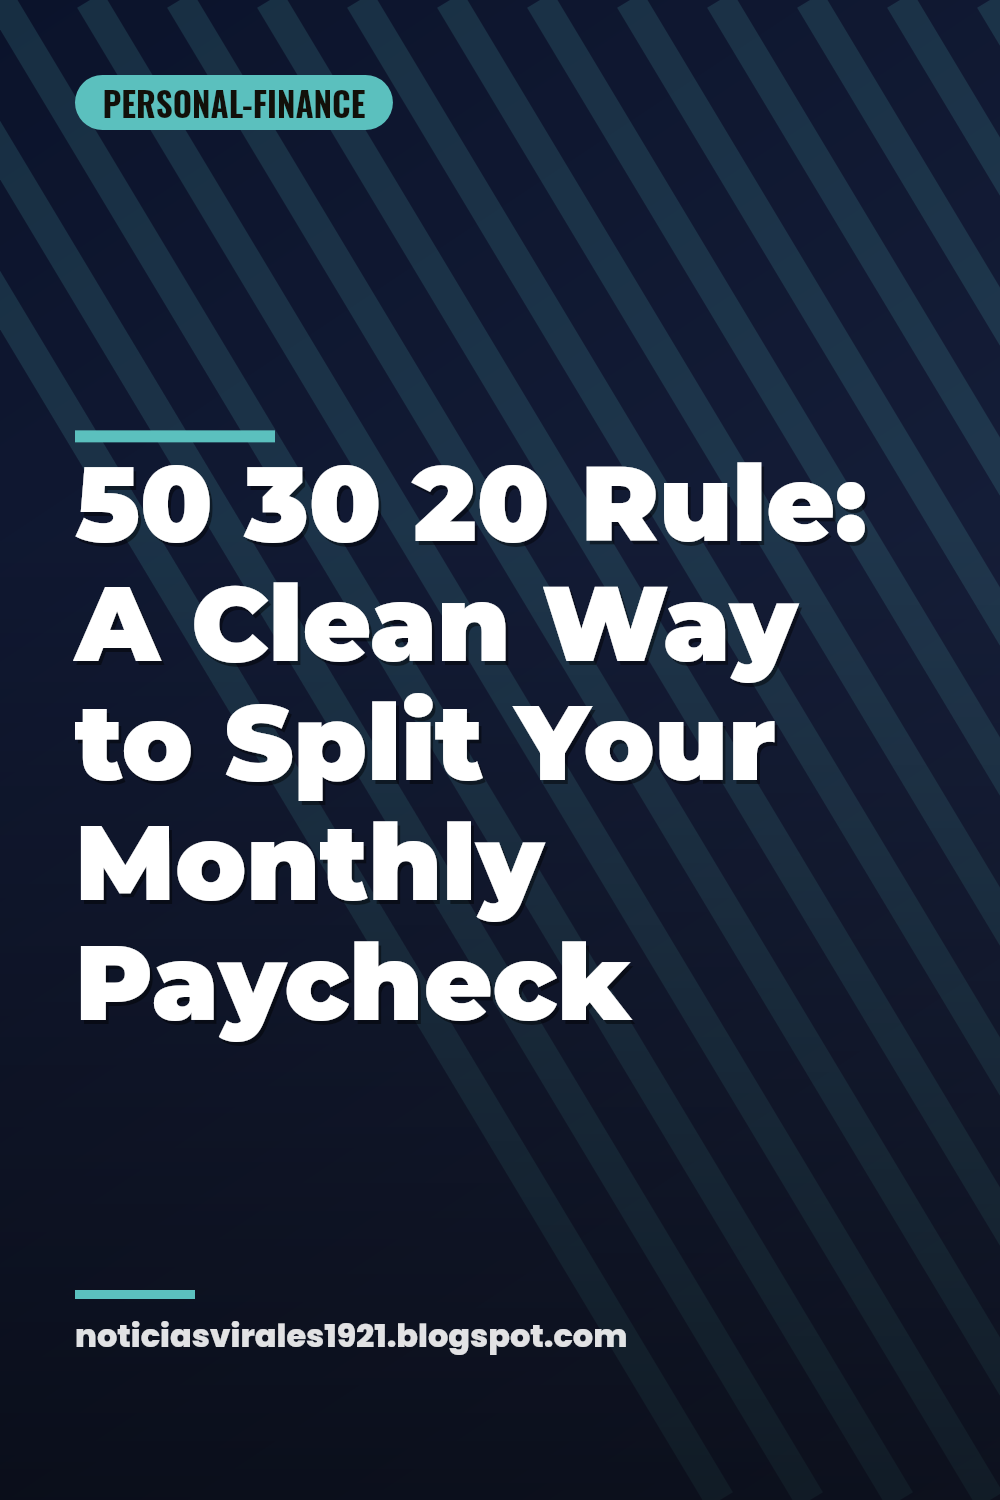 PERSONAL-FINANCE
50 30 20 Rule:
A Clean Way
to Split Your
Monthly
Paycheck
noticiasvirales1921.blogspot.com